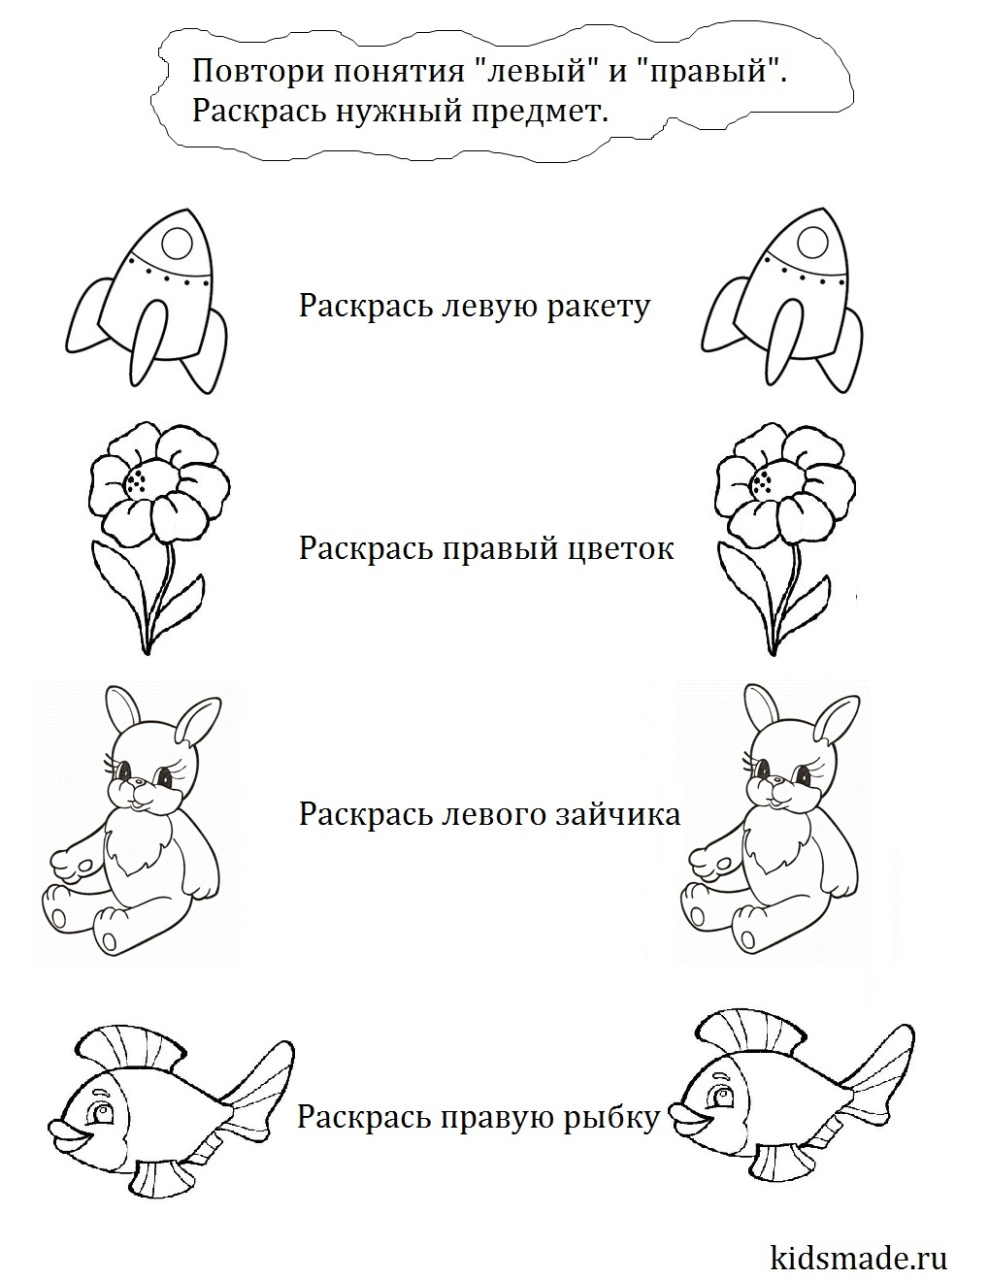 Повтори понятия "левый" и "правый".
Раскрась нужный предмет.
Раскрась левую ракету
Раскрась правый цветок
Раскрась левого зайчика
Раскрась правую рыбку
kidsmade.ru